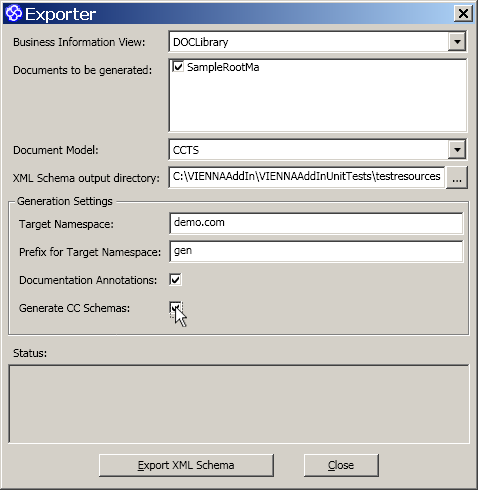 Exporter
Business Information View: DOCLibrary
Documents to be generated: SampleRootMa
Document Model: CCTS
XML Schema output directory: C:\VIENNAAddIn\VIENNAAddInUnitTests\testresources ...
Generation Settings
Target Namespace: demo.com
Prefix for Target Namespace: gen
Documentation Annotations:
Generate CC Schemas:
Status:
Export XML Schema Close